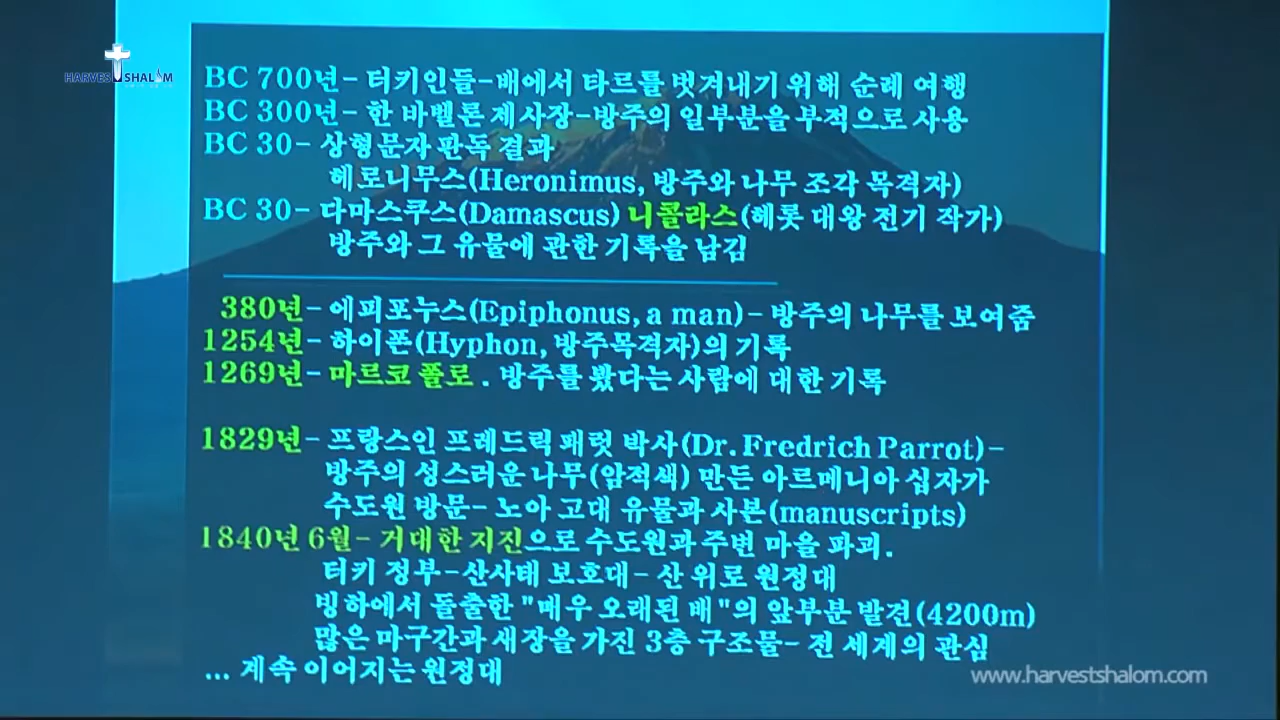 HARVEST SHALOM
BC 700년- 터키인들-배에서 타르를 벗겨내기 위해 순례 여행
BC 300년- 한 바벨론 제사장-방주의 일부분을 부적으로 사용
BC 30- 상형문자 판독 결과
헤로니무스(Heronimus, 방주와 나무 조각 목격자)
BC 30- 다마스쿠스(Damascus) 니콜라스(헤롯 대왕 전기 작가)
방주와 그 유물에 관한 기록을 남김
380년- 에피포누스(Epiphonus, a man)- 방주의 나무를 보여줌
1254년- 하이폰(Hyphon, 방주목격자)의 기록
1269년- 마르코 폴로 . 방주를 봤다는 사람에 대한 기록
1829년- 프랑스인 프레드릭 패럿 박사(Dr. Fredrich Parrot)-
방주의 성스러운 나무(암적색) 만든 아르메니아 십자가
수도원 방문- 노아 고대 유물과 사본(manuscripts)
1840년 6월- 거대한 지진으로 수도원과 주변 마을 파괴.
터키 정부-산사태 보호대- 산 위로 원정대
빙하에서 돌출한 "매우 오래된 배"의 앞부분 발견(4200m)
많은 마구간과 새장을 가진 3층 구조물- 전 세계의 관심
... 계속 이어지는 원정대
www.harvestshalom.com